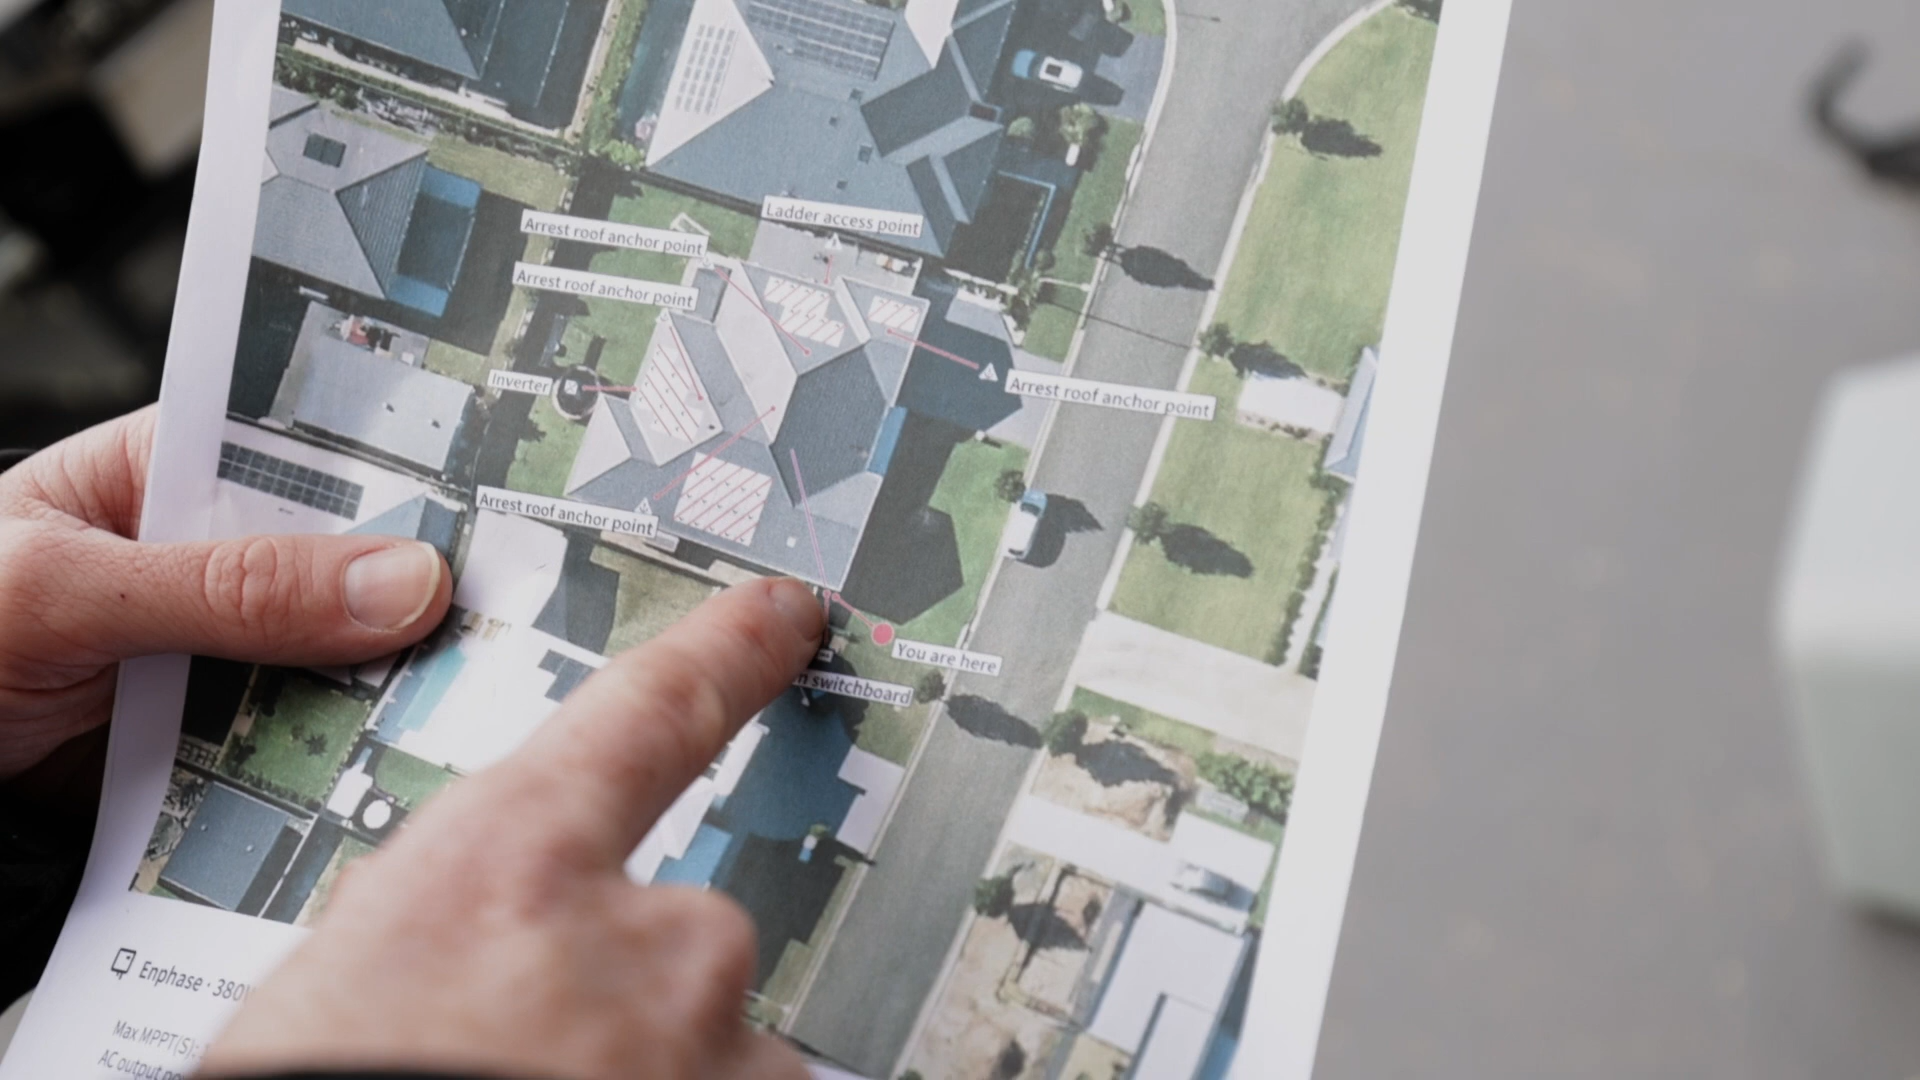 Ladder access point
Arrest roof anchor point
Arrest roof anchor point
Inverter
Arrest roof anchor point
Arrest roof anchor point
You are here
switchboard
Enphase · 380
Max MPPT(S):
AC output